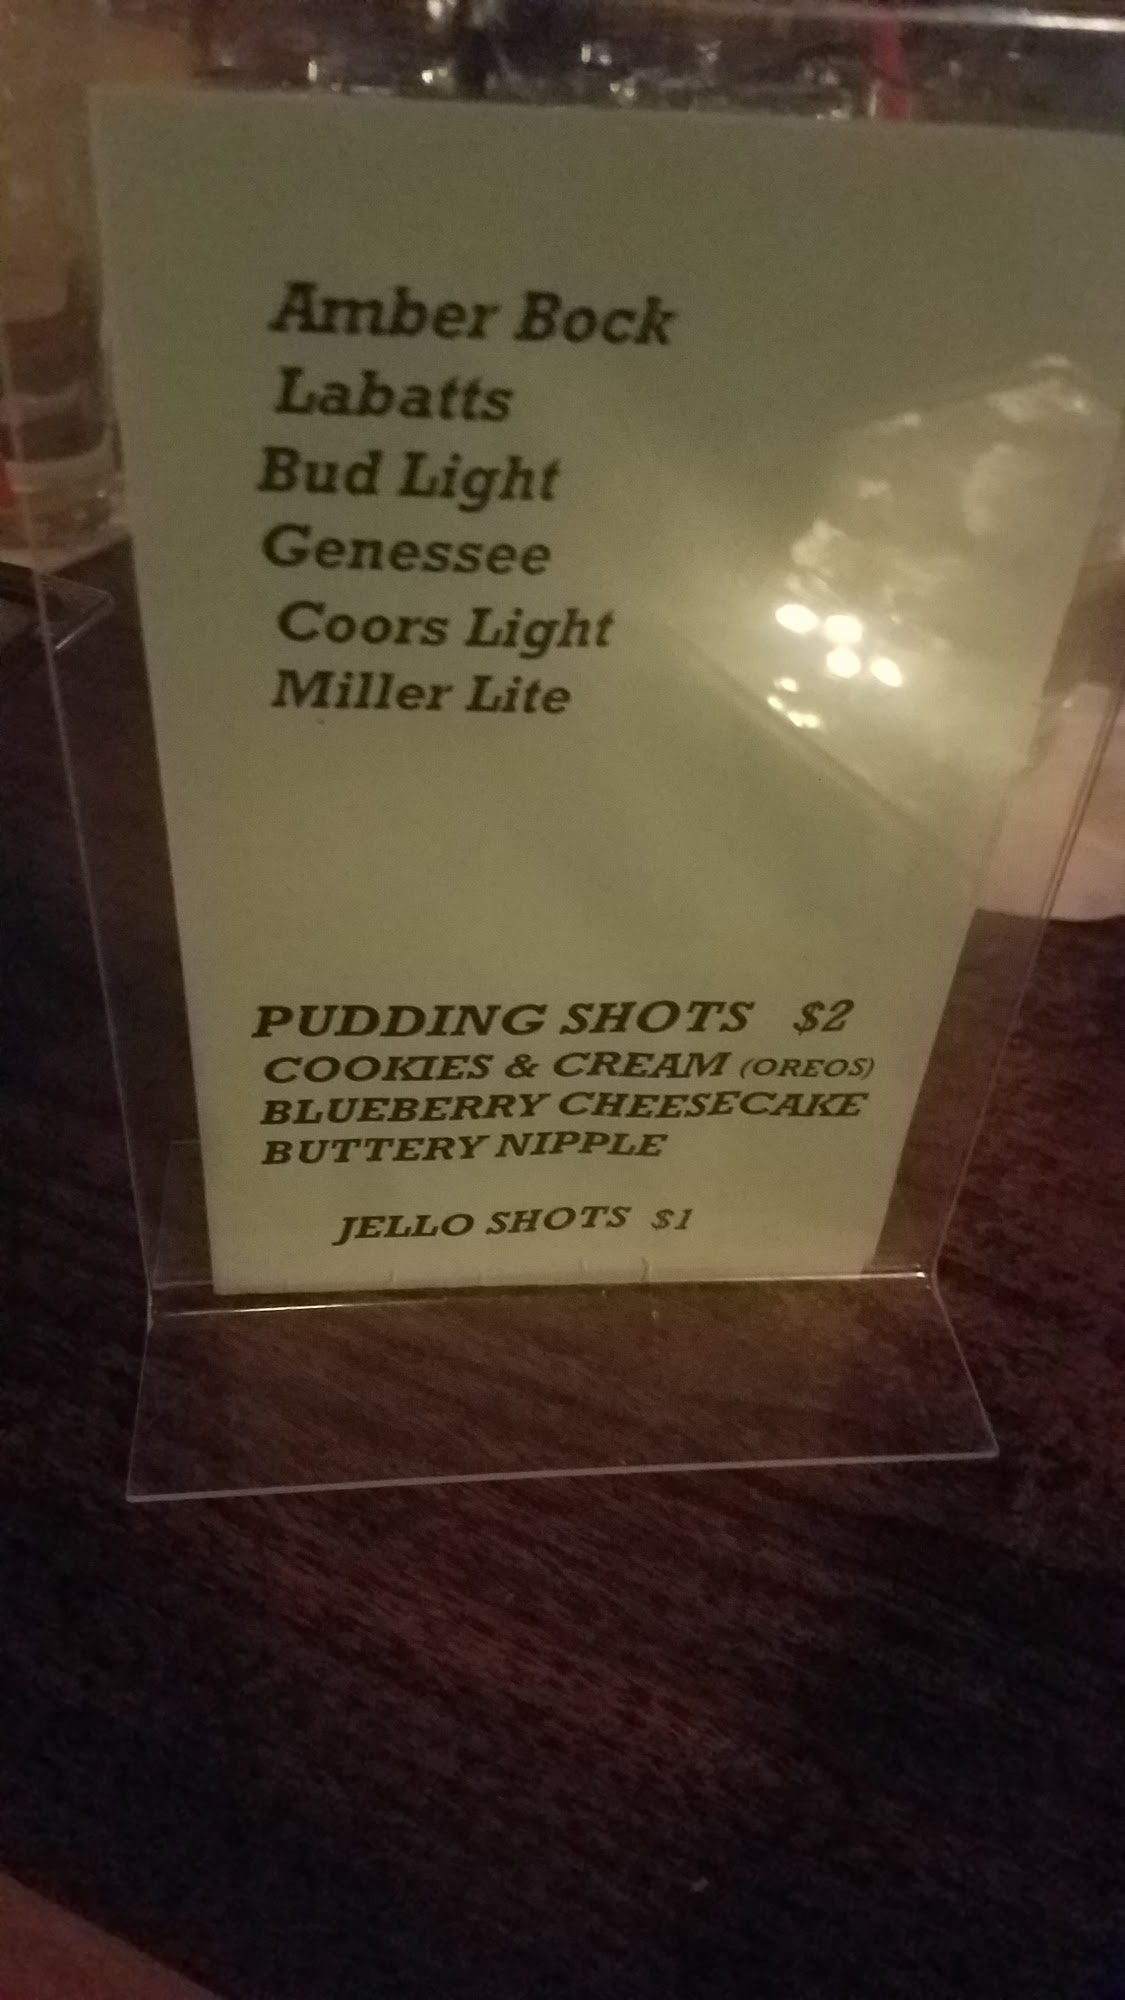 Amber Bock
Labatts
Bud Light
Genessee
Coors Light
Miller Lite
PUDDING SHOTS $2
COOKIES & CREAM (OREOS)
BLUEBERRY CHEESECAKE
BUTTERY NIPPLE
JELLO SHOTS $1